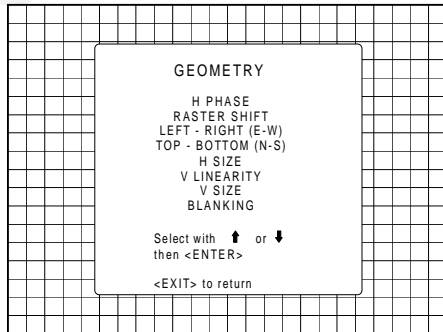 GEOMETRY
H PHASE
RASTER SHIFT
LEFT - RIGHT (E-W)
TOP - BOTTOM (N-S)
H SIZE
V LINEARITY
V SIZE
BLANKING
Select with ⬆ or ⬇
then <ENTER>
<EXIT> to return